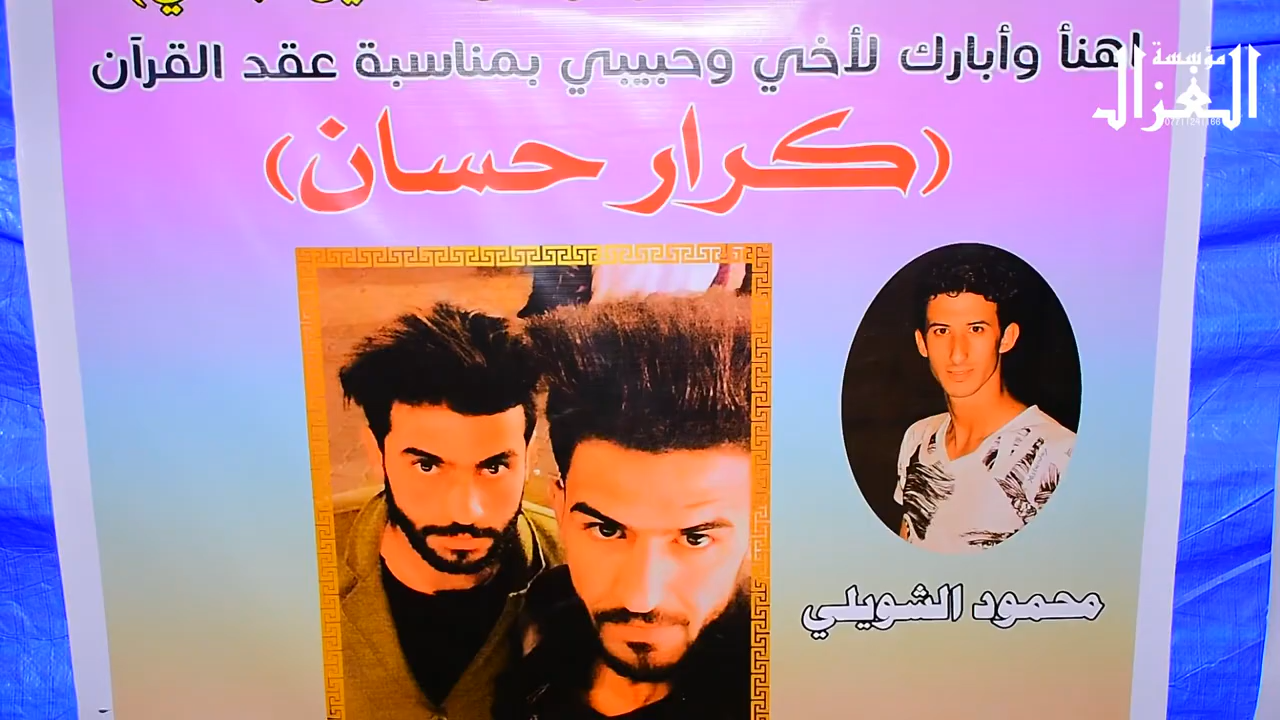 اهنأ وأبارك لأخي وحبيبي بمناسبة عقد القرآن
(كرار حسان)
محمود الشويلي
مؤسسة
الغزال